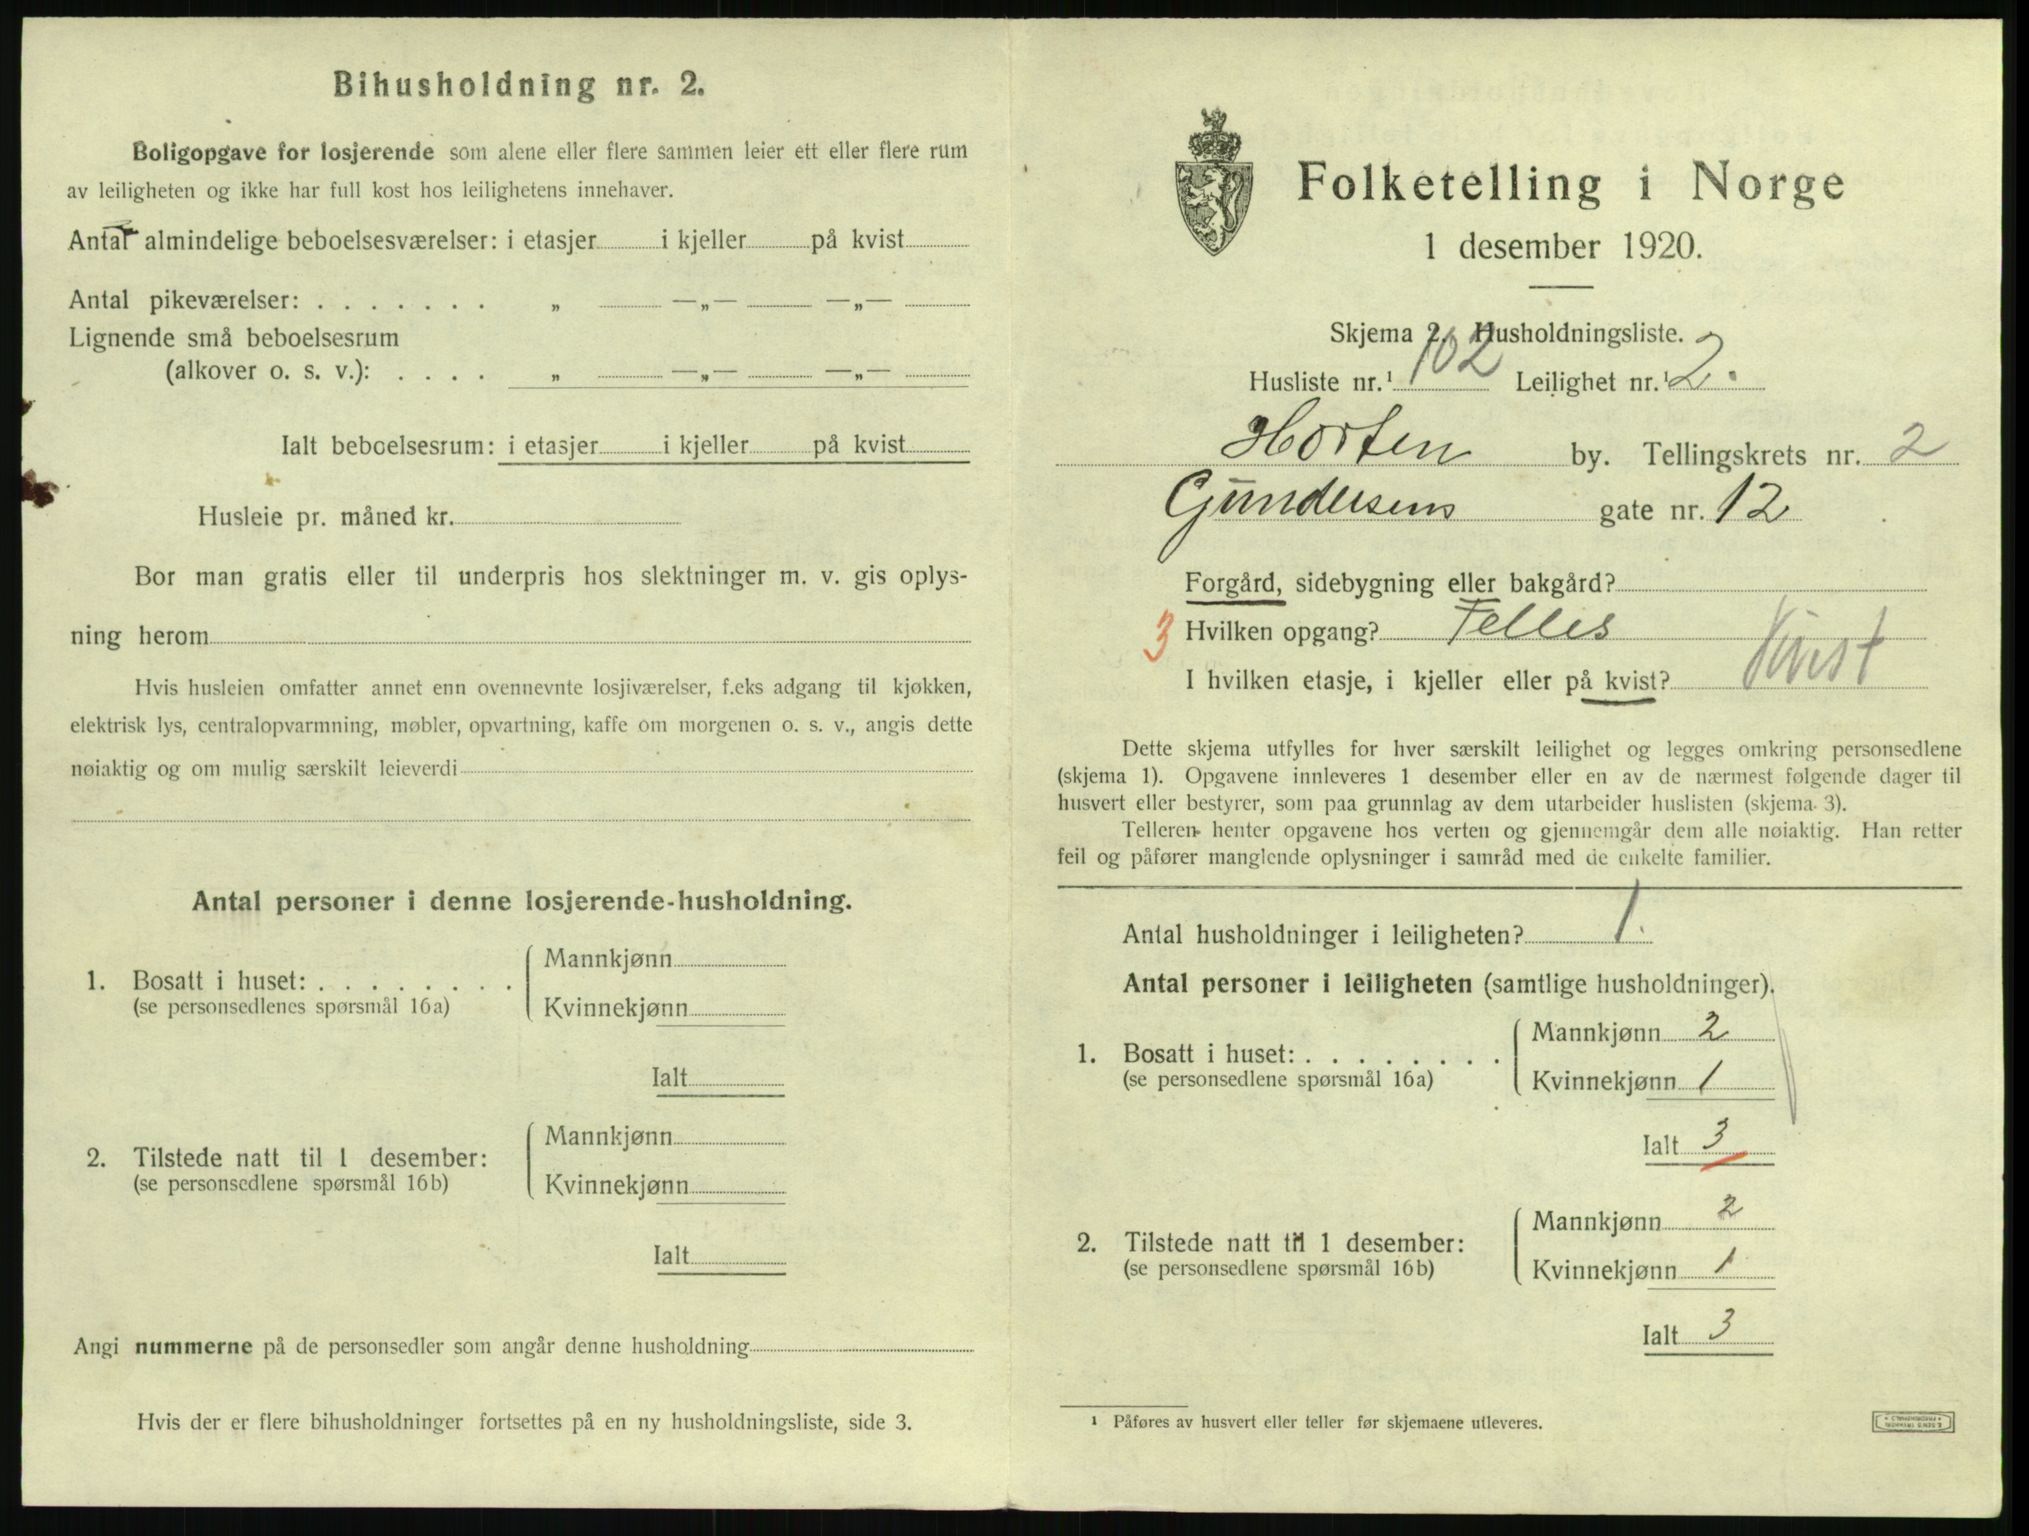 Bihusholdning nr. 2.
Boligopgave for losjerende som alene eller flere sammen leier ett eller flere rum
av leiligheten og ikke har full kost hos leilighetens innehaver.
Antal almindelige beboelsesværelser: i etasjer i kjeller på kvist
Antal pikeværelser: . . . . . . . „ —„— —„—
Lignende små beboelsesrum
(alkover o. s. v.): . . . . „ —„— —„—
Ialt beboelsesrum: i etasjer i kjeller på kvist
Husleie pr. måned kr.
Bor man gratis eller til underpris hos slektninger m. v. gis oplys-
ning herom
Hvis husleien omfatter annet enn ovennevnte losjiværelser, f.eks adgang til kjøkken,
elektrisk lys, centralopvarmning, møbler, opvartning, kaffe om morgenen o. s. v., angis dette
nøiaktig og om mulig særskilt leieverdi
Antal personer i denne losjerende-husholdning.
1. Bosatt i huset: . . . . . . . . Mannkjønn
(se personsedlenes spørsmål 16a) Kvinnekjønn
Ialt
2. Tilstede natt til 1 desember: Mannkjønn
(se personsedlene spørsmål 16b) Kvinnekjønn
Ialt
Angi nummerne på de personsedler som angår denne husholdning
Hvis der er flere bihusholdninger fortsettes på en ny husholdningsliste, side 3.
Folketelling i Norge
1 desember 1920.
Skjema 2. Husholdningsliste.
Husliste nr.¹ 102 Leilighet nr.¹ 2.
Horten by. Tellingskrets nr. 2
Gundersens gate nr. 12
Forgård, sidebygning eller bakgård?
3 Hvilken opgang? Felles
I hvilken etasje, i kjeller eller på kvist? Kvist
Dette skjema utfylles for hver særskilt leilighet og legges omkring personsedlene
(skjema 1). Opgavene innleveres 1 desember eller en av de nærmest følgende dager til
husvert eller bestyrer, som paa grunnlag av dem utarbeider huslisten (skjema 3).
Telleren henter opgavene hos verten og gjennemgår dem alle nøiaktig. Han retter
feil og påfører manglende oplysninger i samråd med de enkelte familier.
Antal husholdninger i leiligheten? 1.
Antal personer i leiligheten (samtlige husholdninger).
1. Bosatt i huset: . . . . . . . . Mannkjønn 2
(se personsedlene spørsmål 16a) Kvinnekjønn 1
Ialt 3
2. Tilstede natt til 1 desember: Mannkjønn 2
(se personsedlene spørsmål 16b) Kvinnekjønn 1
Ialt 3
¹ Påføres av husvert eller teller før skjemaene utleveres.